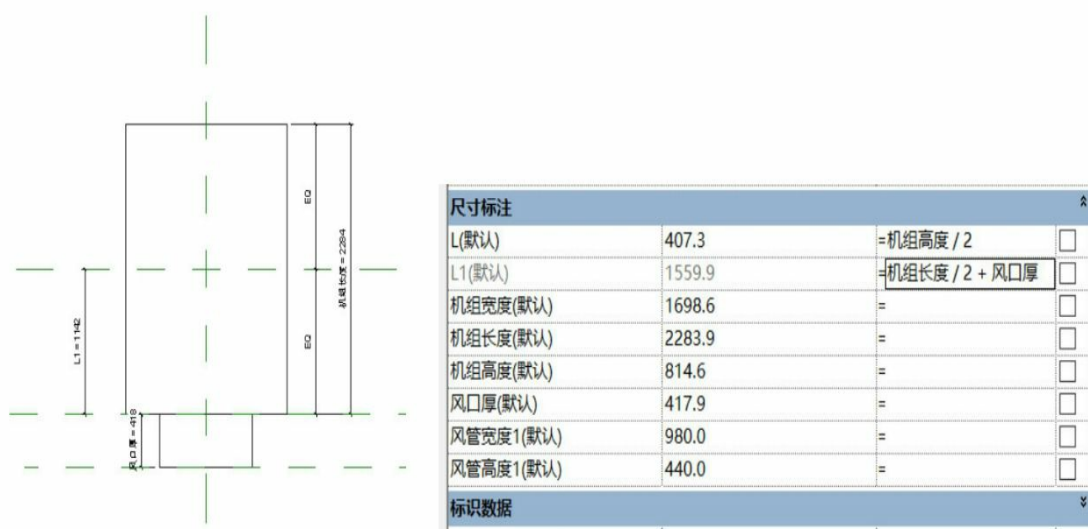 EQ
机组长度 = 2284
L1 = 1142
EQ
风口厚 = 418
尺寸标注
L(默认) 407.3 =机组高度 / 2
L1(默认) 1559.9 =机组长度 / 2 + 风口厚
机组宽度(默认) 1698.6 =
机组长度(默认) 2283.9 =
机组高度(默认) 814.6 =
风口厚(默认) 417.9 =
风管宽度1(默认) 980.0 =
风管高度1(默认) 440.0 =
标识数据